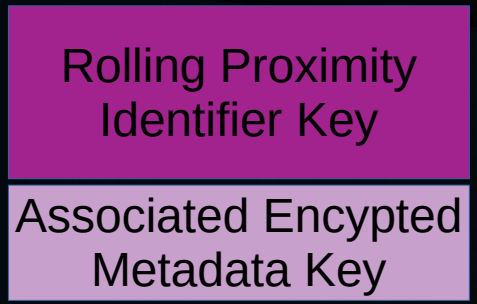 Rolling Proximity
Identifier Key
Associated Encypted
Metadata Key